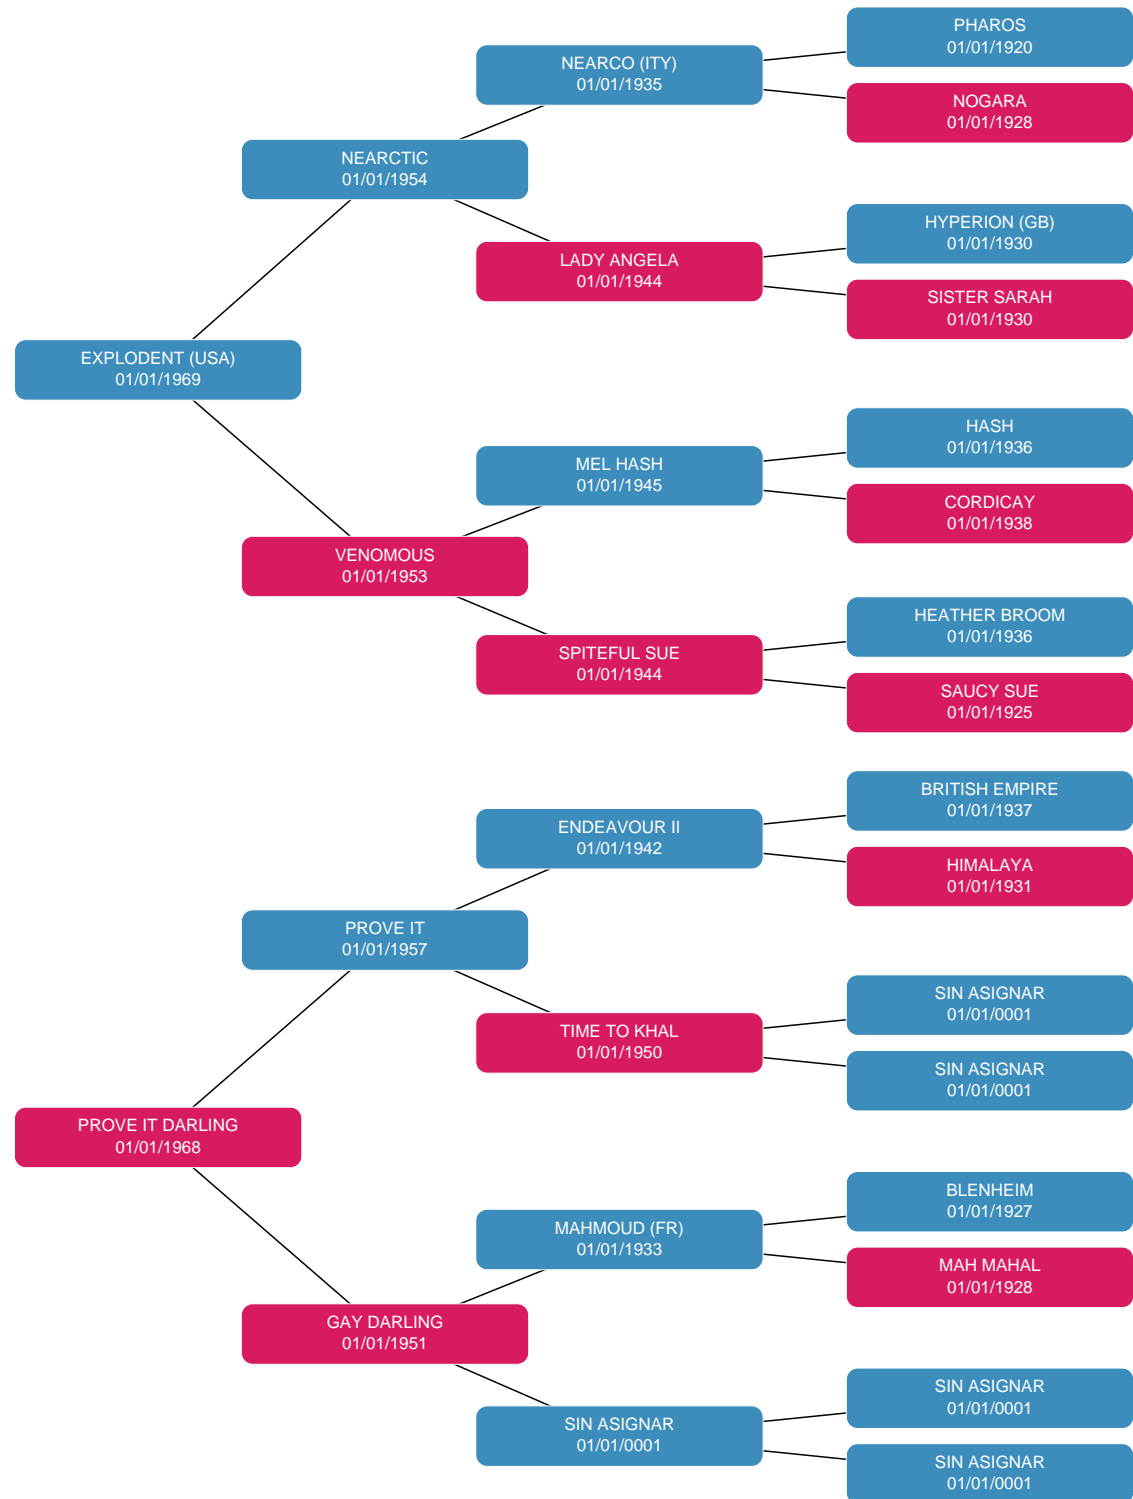 PHAROS
01/01/1920
NEARCO (ITY)
01/01/1935
NOGARA
01/01/1928
NEARCTIC
01/01/1954
HYPERION (GB)
01/01/1930
LADY ANGELA
01/01/1944
SISTER SARAH
01/01/1930
EXPLODENT (USA)
01/01/1969
HASH
01/01/1936
MEL HASH
01/01/1945
CORDICAY
01/01/1938
VENOMOUS
01/01/1953
HEATHER BROOM
01/01/1936
SPITEFUL SUE
01/01/1944
SAUCY SUE
01/01/1925
BRITISH EMPIRE
01/01/1937
ENDEAVOUR II
01/01/1942
HIMALAYA
01/01/1931
PROVE IT
01/01/1957
SIN ASIGNAR
01/01/0001
TIME TO KHAL
01/01/1950
SIN ASIGNAR
01/01/0001
PROVE IT DARLING
01/01/1968
BLENHEIM
01/01/1927
MAHMOUD (FR)
01/01/1933
MAH MAHAL
01/01/1928
GAY DARLING
01/01/1951
SIN ASIGNAR
01/01/0001
SIN ASIGNAR
01/01/0001
SIN ASIGNAR
01/01/0001